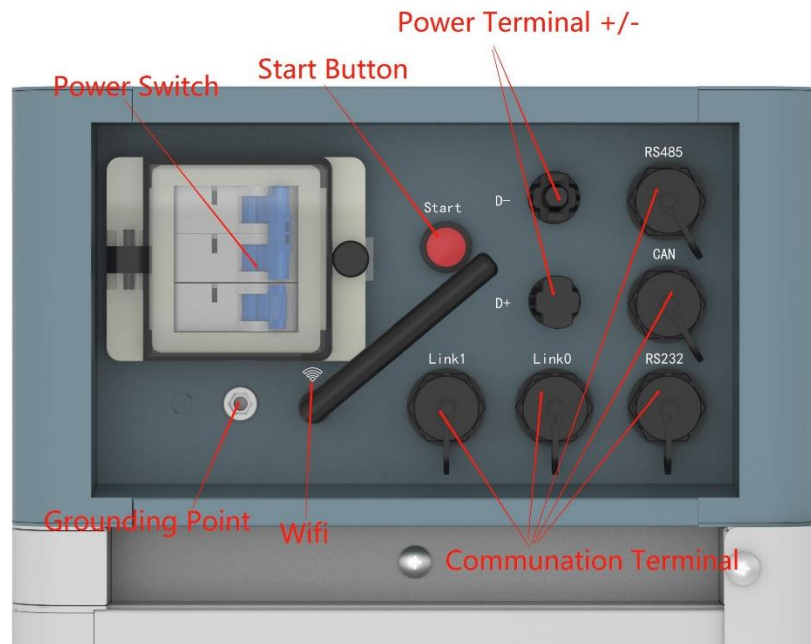 Power Terminal +/-
Start Button
Power Switch
RS485
Start
D-
CAN
D+
Link1
Link0
RS232
Grounding Point
Wifi
Communation Terminal